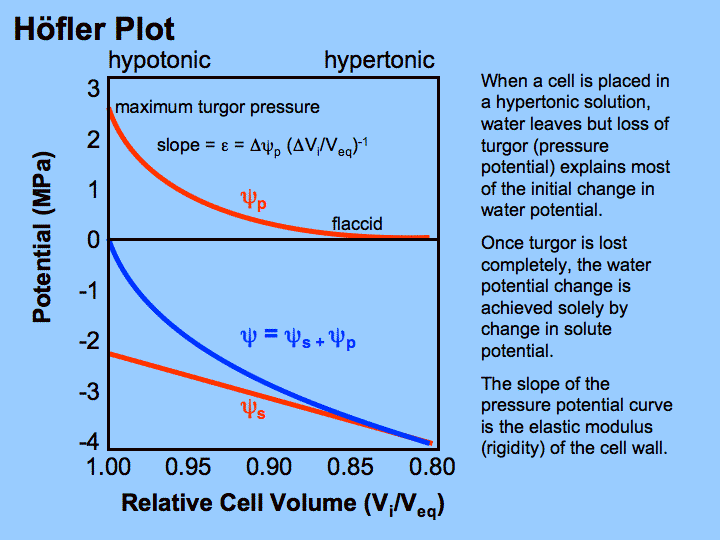 Höfler Plot
hypotonic
hypertonic
3
2
1
0
-1
-2
-3
-4
Potential (MPa)
maximum turgor pressure
slope = ε = Δψp (ΔVi/Veq)-1
ψp
flaccid
ψ = ψs + ψp
ψs
1.00 0.95 0.90 0.85 0.80
Relative Cell Volume (Vi/Veq)
When a cell is placed in
a hypertonic solution,
water leaves but loss of
turgor (pressure
potential) explains most
of the initial change in
water potential.
Once turgor is lost
completely, the water
potential change is
achieved solely by
change in solute
potential.
The slope of the
pressure potential curve
is the elastic modulus
(rigidity) of the cell wall.